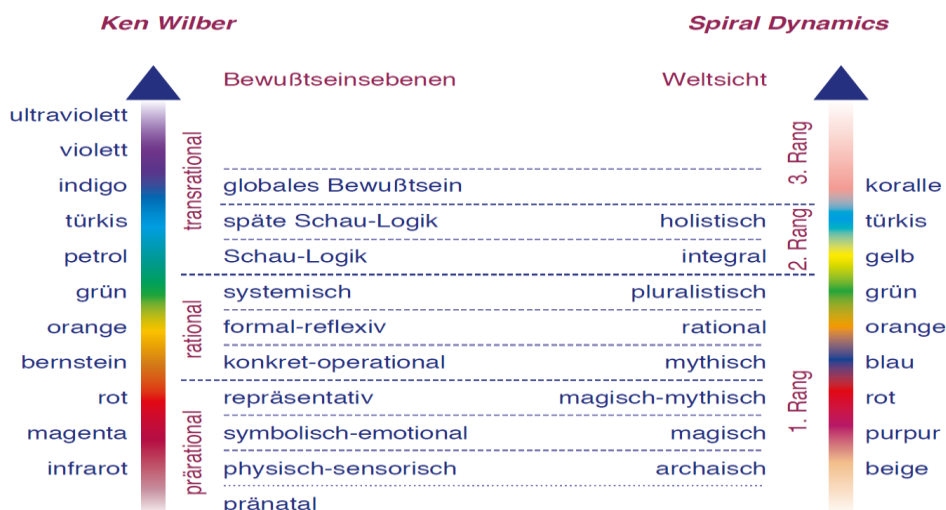 Ken Wilber Spiral Dynamics
Bewußtseinsebenen Weltsicht
ultraviolett
violett
indigo globales Bewußtsein koralle
türkis späte Schau-Logik holistisch türkis
petrol Schau-Logik integral gelb
grün systemisch pluralistisch grün
orange formal-reflexiv rational orange
bernstein konkret-operational mythisch blau
rot repräsentativ magisch-mythisch rot
magenta symbolisch-emotional magisch purpur
infrarot physisch-sensorisch archaisch beige
pränatal
transrational
rational
prärational
3. Rang
2. Rang
1. Rang